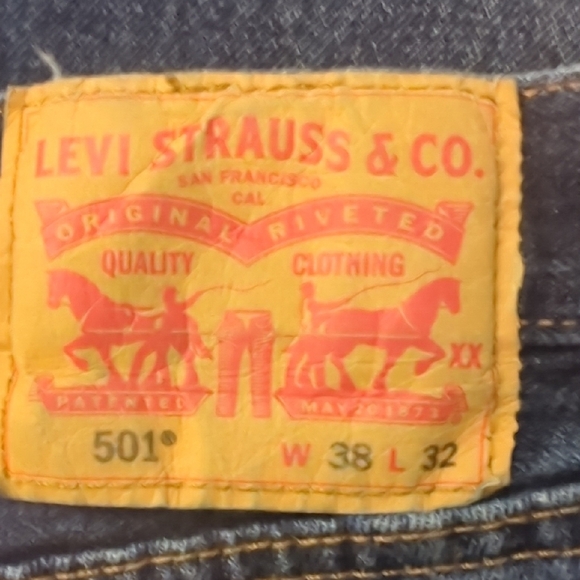 LEVI STRAUSS & CO.
SAN FRANCISCO
CAL
ORIGINAL RIVETED
QUALITY CLOTHING
XX
PATENTED MAY 20 1873
501® W 38 L 32